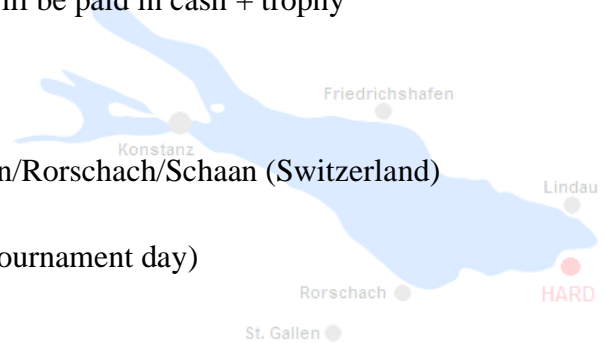 be paid in cash + trophy
Friedrichshafen
Konstanz
n/Rorschach/Schaan (Switzerland)
Lindau
ournament day)
Rorschach
HARD
St. Gallen